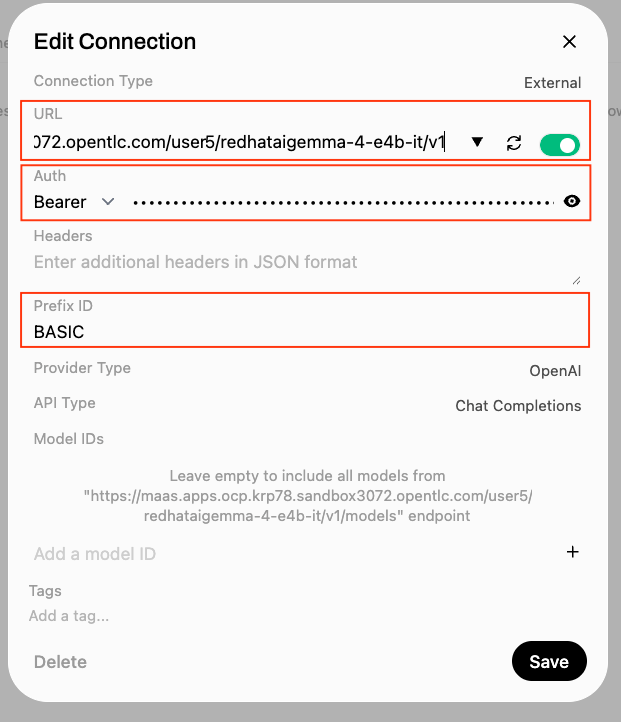 Edit Connection
Connection Type
External
URL
072.opentlc.com/user5/redhataigemma-4-e4b-it/v1
Auth
Bearer
Headers
Enter additional headers in JSON format
Prefix ID
BASIC
Provider Type
OpenAI
API Type
Chat Completions
Model IDs
Leave empty to include all models from
"https://maas.apps.ocp.krp78.sandbox3072.opentlc.com/user5/
redhataigemma-4-e4b-it/v1/models" endpoint
Add a model ID
Tags
Add a tag...
Delete
Save